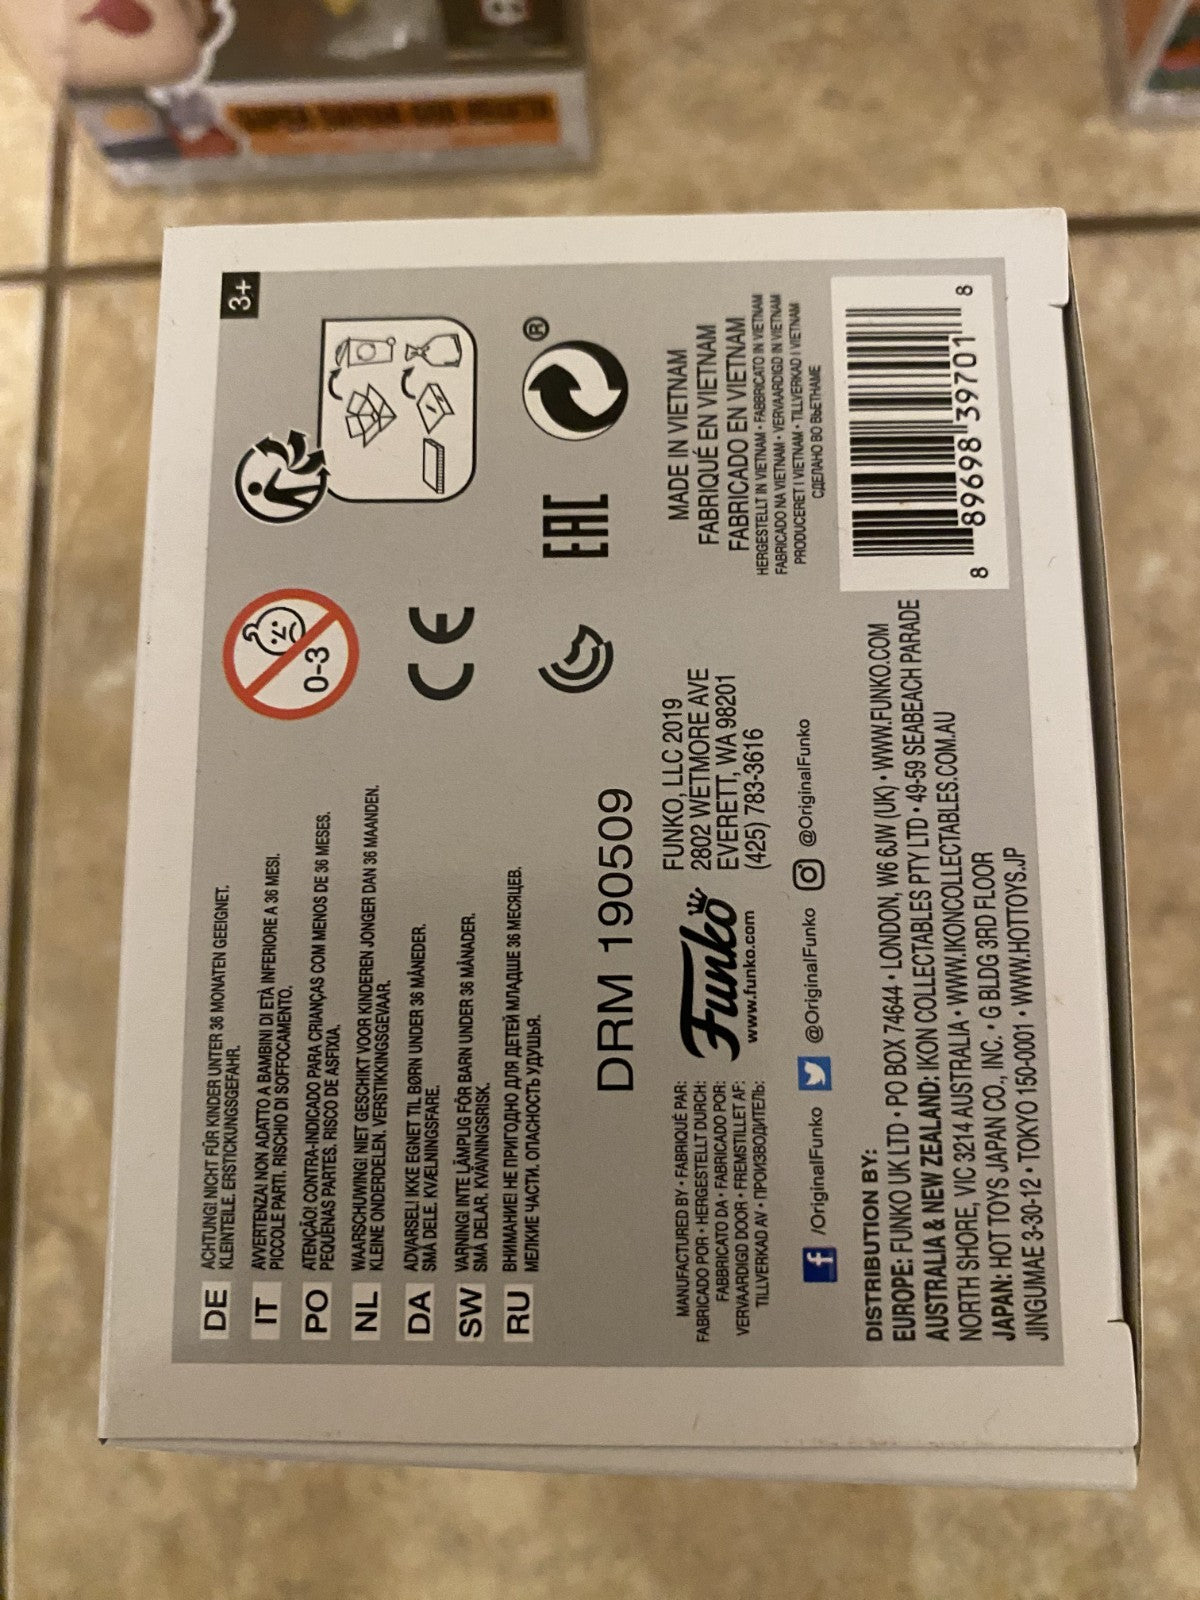 3+
DE
ACHTUNG! NICHT FÜR KINDER UNTER 36 MONATEN GEEIGNET.
KLEINTEILE. ERSTICKUNGSGEFAHR.
IT
AVVERTENZA! NON ADATTO A BAMBINI DI ETÀ INFERIORE A 36 MESI.
PICCOLE PARTI. RISCHIO DI SOFFOCAMENTO.
PO
ATENÇÃO! CONTRA-INDICADO PARA CRIANÇAS COM MENOS DE 36 MESES.
PEQUENAS PARTES. RISCO DE ASFIXIA.
NL
WAARSCHUWING! NIET GESCHIKT VOOR KINDEREN JONGER DAN 36 MAANDEN.
KLEINE ONDERDELEN. VERSTIKKINGSGEVAAR.
DA
ADVARSEL! IKKE EGNET TIL BØRN UNDER 36 MÅNEDER.
SMÅ DELE. KVÆLNINGSFARE.
SW
VARNING! INTE LÄMPLIG FÖR BARN UNDER 36 MÅNADER.
SMÅ DELAR. KVÄVNINGSRISK.
RU
ВНИМАНИЕ! НЕ ПРИГОДНО ДЛЯ ДЕТЕЙ МЛАДШЕ 36 МЕСЯЦЕВ.
МЕЛКИЕ ЧАСТИ. ОПАСНОСТЬ УДУШЬЯ.
0-3
CE
EAC
®
DRM 190509
MANUFACTURED BY • FABRIQUÉ PAR:
FABRICADO POR • HERGESTELLT DURCH:
FABBRICATO DA • FABRICADO POR:
VERVAARDIGD DOOR • FREMSTILLET AF:
TILLVERKAD AV • ПРОИЗВОДИТЕЛЬ:
Funko
www.funko.com
FUNKO, LLC 2019
2802 WETMORE AVE
EVERETT, WA 98201
(425) 783-3616
MADE IN VIETNAM
FABRIQUÉ EN VIETNAM
FABRICADO EN VIETNAM
HERGESTELLT IN VIETNAM • FABBRICATO IN VIETNAM
FABRICADO NA VIETNAM • VERVAARDIGD IN VIETNAM
PRODUCERET I VIETNAM • TILLVERKAD I VIETNAM
СДЕЛАНО ВО ВЬЕТНАМЕ
f /OriginalFunko @OriginalFunko @OriginalFunko
DISTRIBUTION BY:
EUROPE: FUNKO UK LTD • PO BOX 74644 • LONDON, W6 6JW (UK) • WWW.FUNKO.COM
AUSTRALIA & NEW ZEALAND: IKON COLLECTABLES PTY LTD • 49-59 SEABEACH PARADE
NORTH SHORE, VIC 3214 AUSTRALIA • WWW.IKONCOLLECTABLES.COM.AU
JAPAN: HOT TOYS JAPAN CO., INC. • G BLDG 3RD FLOOR
JINGUMAE 3-30-12 • TOKYO 150-0001 • WWW.HOTTOYS.JP
8 89698 39701 8